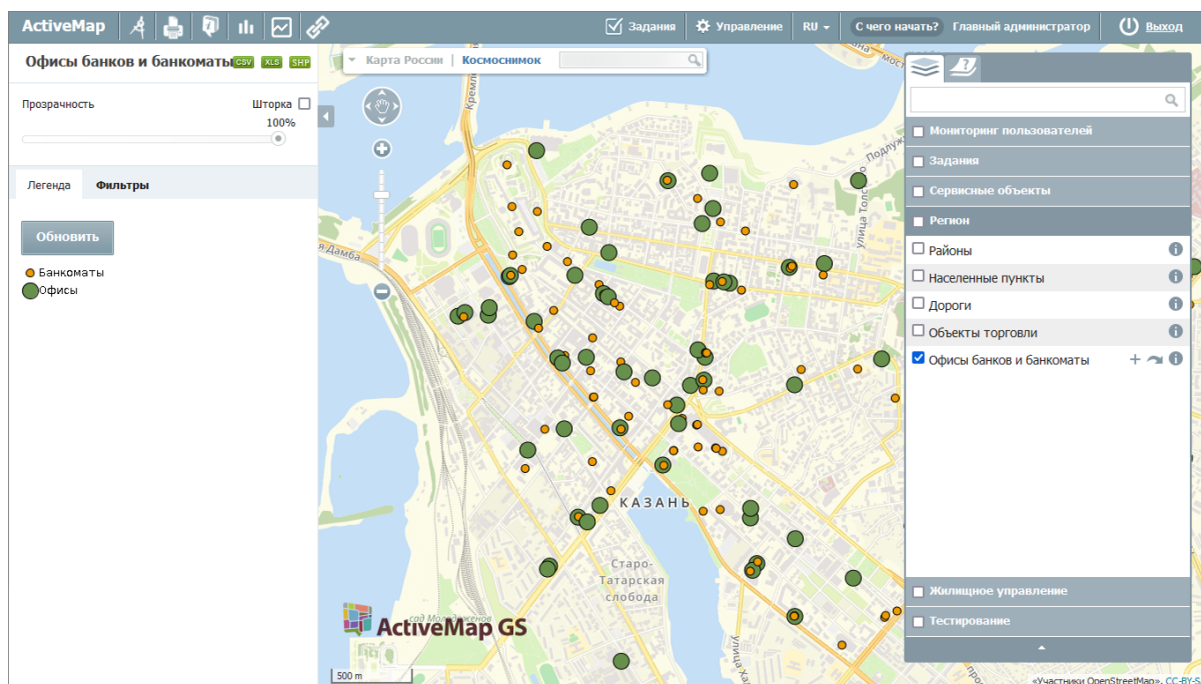 ActiveMap
Задания
Управление
RU
С чего начать?
Главный администратор
Выход
Офисы банков и банкоматы
CSV XLS SHP
Прозрачность
Шторка
100%
Легенда
Фильтры
Обновить
Банкоматы
Офисы
Карта России | Космоснимок
Мониторинг пользователей
Задания
Сервисные объекты
Регион
Районы
Населенные пункты
Дороги
Объекты торговли
Офисы банков и банкоматы
Жилищное управление
Тестирование
я Дамба
КАЗАНЬ
Старо-
Татарская
слобода
ActiveMap GS
500 m
«Участники OpenStreetMap», CC-BY-S